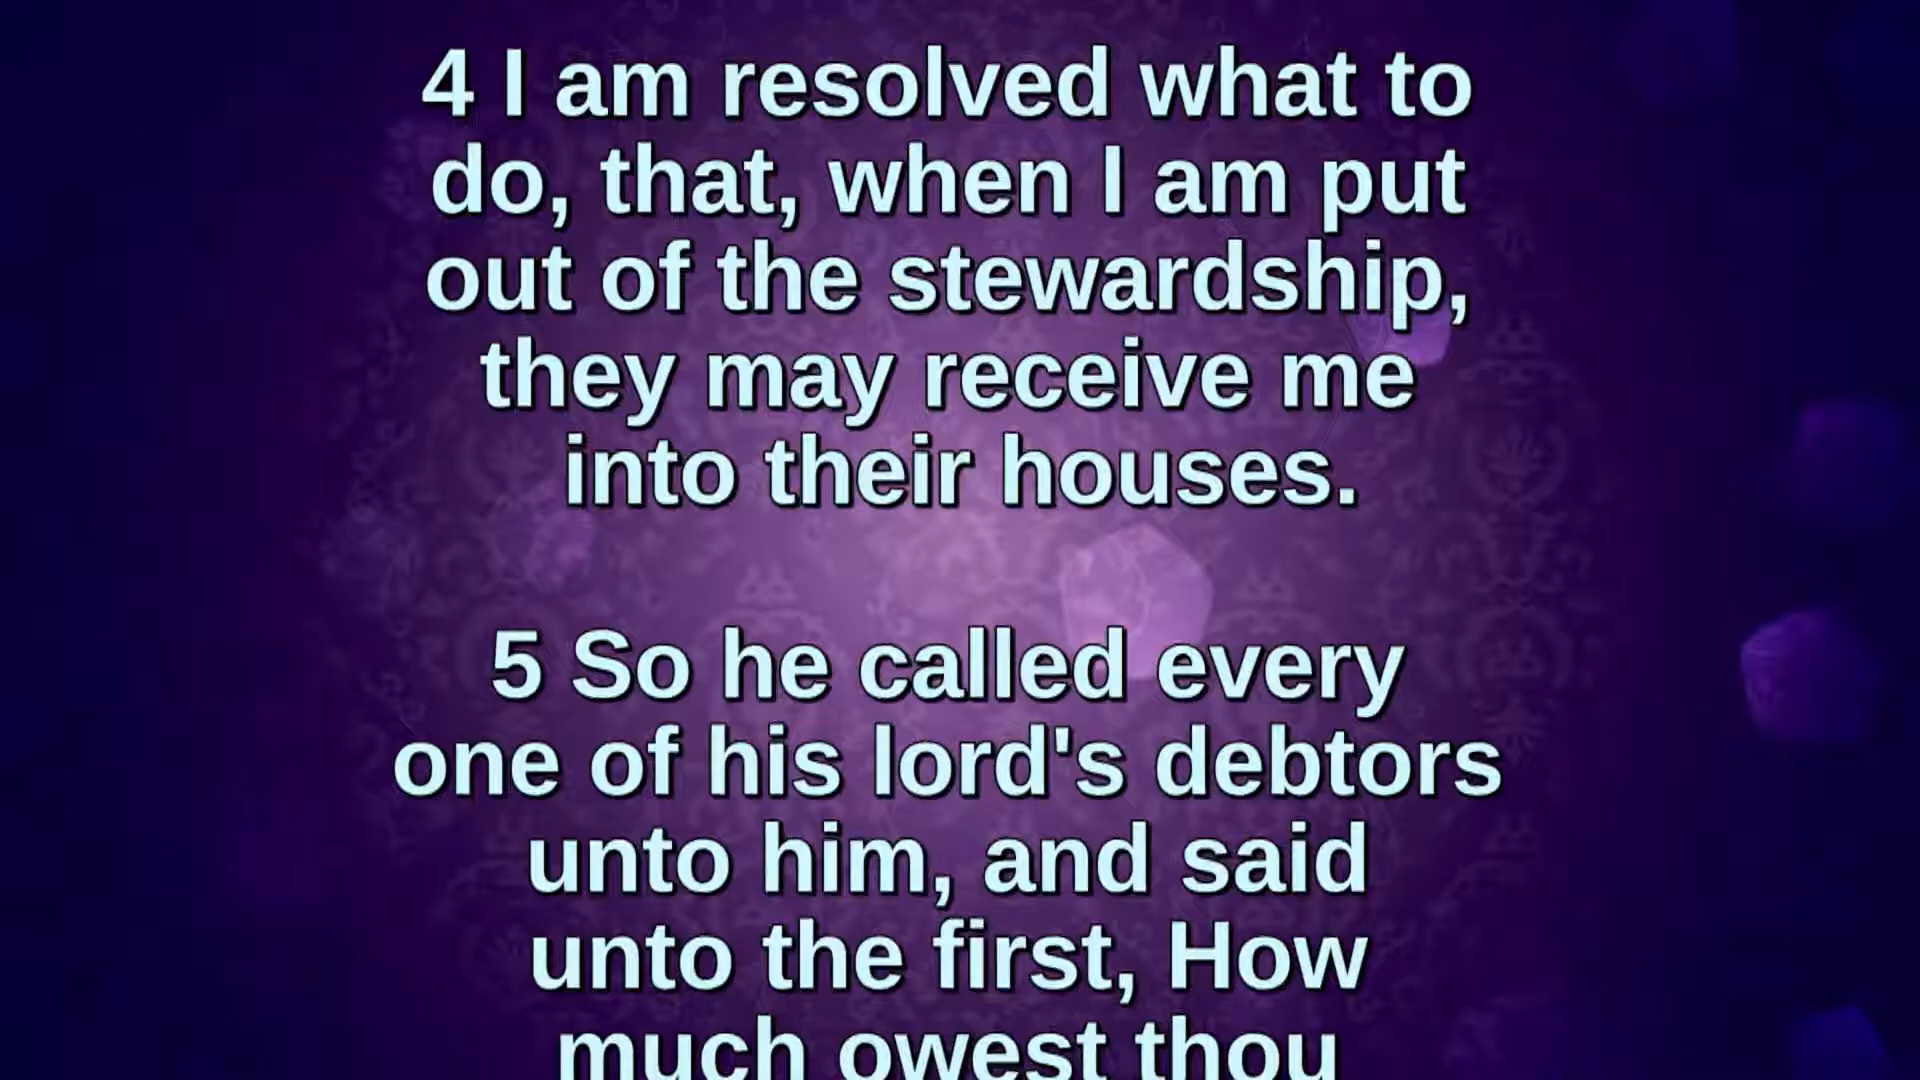 4 I am resolved what to
do, that, when I am put
out of the stewardship,
they may receive me
into their houses.
5 So he called every
one of his lord's debtors
unto him, and said
unto the first, How
much owest thou